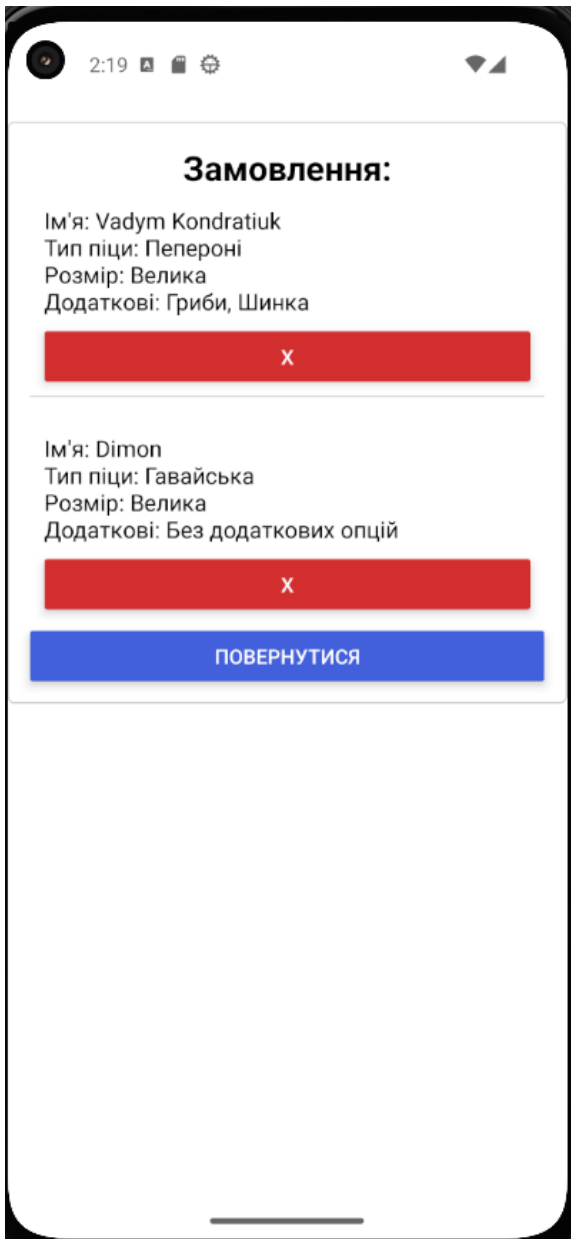 2:19
Замовлення:
Ім'я: Vadym Kondratiuk
Тип піци: Пепероні
Розмір: Велика
Додаткові: Гриби, Шинка
X
Ім'я: Dimon
Тип піци: Гавайська
Розмір: Велика
Додаткові: Без додаткових опцій
X
ПОВЕРНУТИСЯ